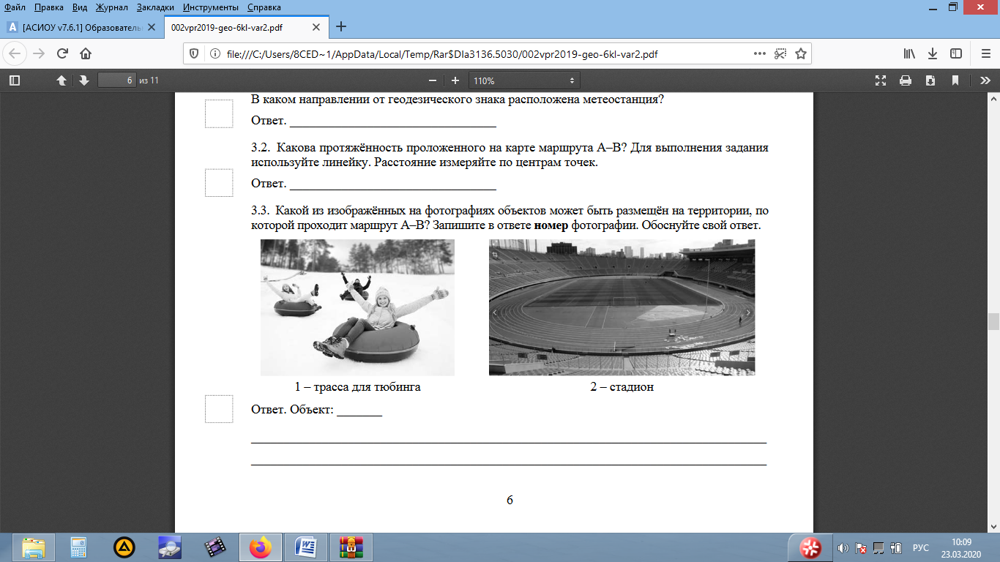 Файл Правка Вид Журнал Закладки Инструменты Справка
[АСИОУ v7.6.1] Образователь
002vpr2019-geo-6kl-var2.pdf
file:///C:/Users/8CED~1/AppData/Local/Temp/Rar$DIa3136.5030/002vpr2019-geo-6kl-var2.pdf
6 из 11
110%
В каком направлении от геодезического знака расположена метеостанция?
Ответ. ________________________________
3.2. Какова протяжённость проложенного на карте маршрута А–В? Для выполнения задания
используйте линейку. Расстояние измеряйте по центрам точек.
Ответ. ________________________________
3.3. Какой из изображённых на фотографиях объектов может быть размещён на территории, по
которой проходит маршрут А–В? Запишите в ответе номер фотографии. Обоснуйте свой ответ.
1 – трасса для тюбинга
2 – стадион
Ответ. Объект: _______
6
РУС
10:09
23.03.2020